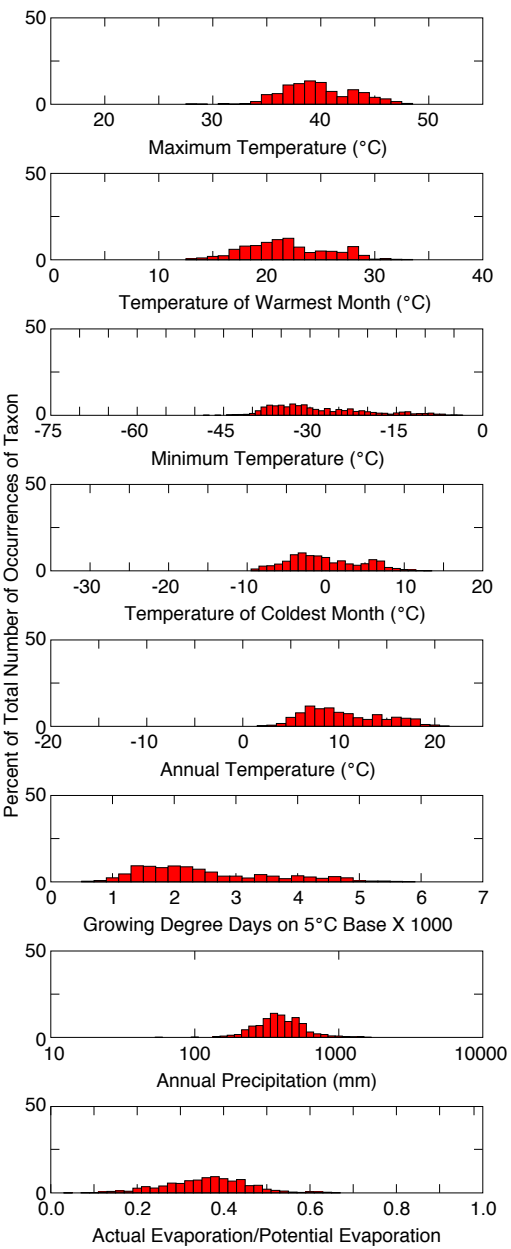 Percent of Total Number of Occurrences of Taxon
50
0
20 30 40 50
Maximum Temperature (°C)
50
0
0 10 20 30 40
Temperature of Warmest Month (°C)
50
0
-75 -60 -45 -30 -15 0
Minimum Temperature (°C)
50
0
-30 -20 -10 0 10 20
Temperature of Coldest Month (°C)
50
0
-20 -10 0 10 20
Annual Temperature (°C)
50
0
0 1 2 3 4 5 6 7
Growing Degree Days on 5°C Base X 1000
50
0
10 100 1000 10000
Annual Precipitation (mm)
50
0
0.0 0.2 0.4 0.6 0.8 1.0
Actual Evaporation/Potential Evaporation